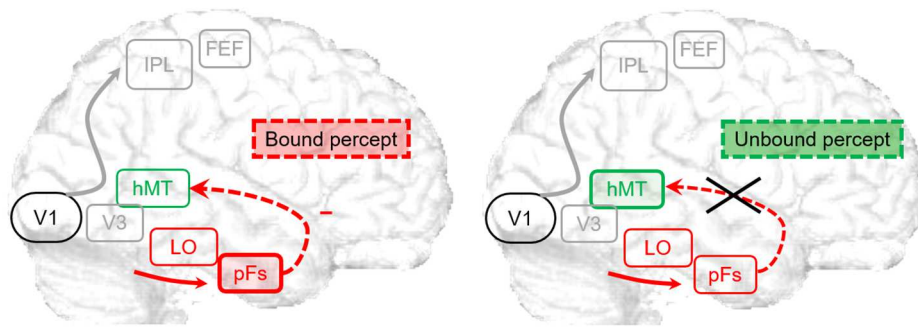 IPL
FEF
Bound percept
hMT
V1
V3
LO
pFs
–
IPL
FEF
Unbound percept
hMT
V1
V3
LO
pFs